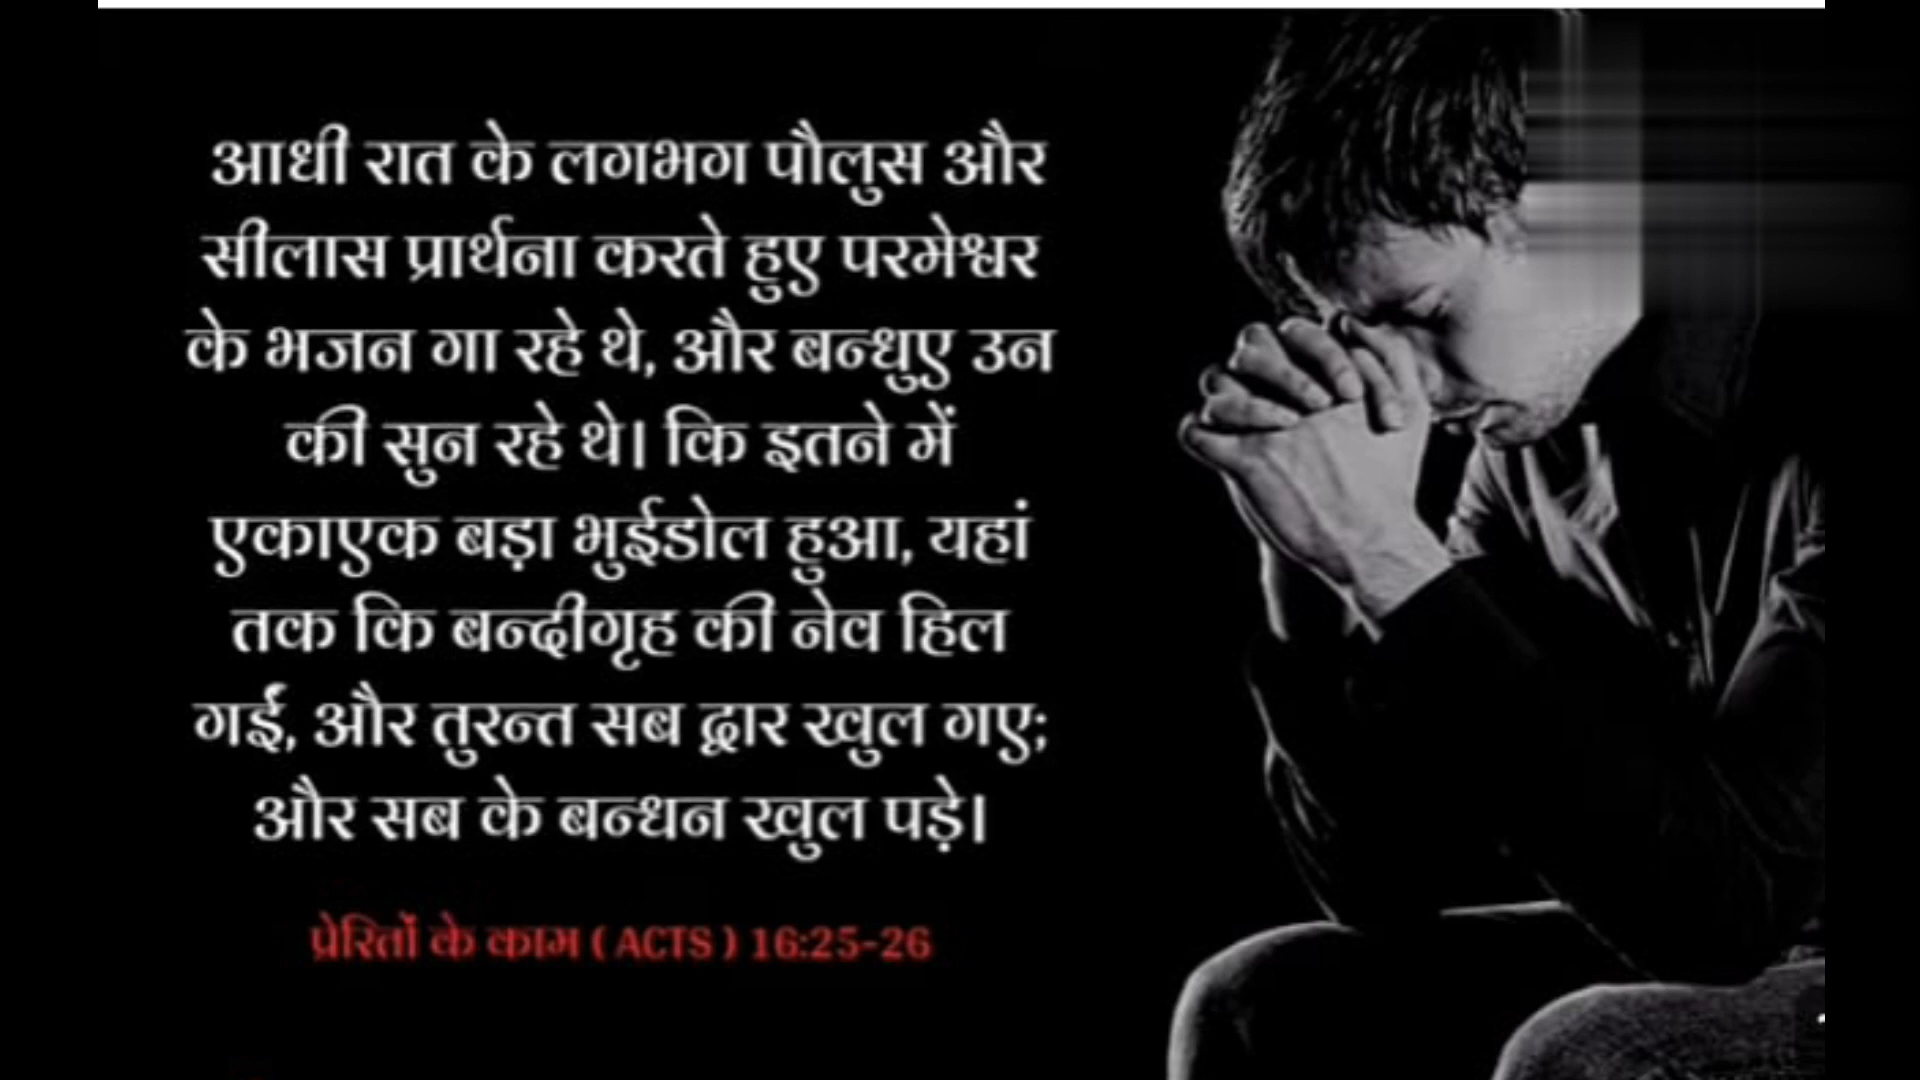 आधी रात के लगभग पौलुस और
सीलास प्रार्थना करते हुए परमेश्वर
के भजन गा रहे थे, और बन्धुए उन
की सुन रहे थे। कि इतने में
एकाएक बड़ा भुईडोल हुआ, यहां
तक कि बन्दीगृह की नेव हिल
गईं, और तुरन्त सब द्वार खुल गए;
और सब के बन्धन खुल पड़े।
प्रेरितों के काम ( ACTS ) 16:25-26